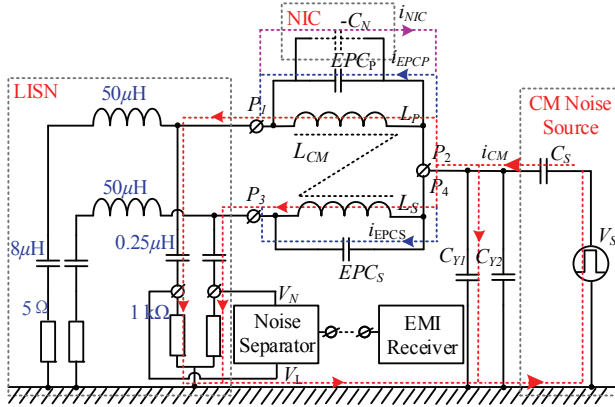 NIC
-C_N
i_NIC
EPC_P
i_EPCP
LISN
50μH
P_1
L_P
CM Noise
Source
L_CM
P_2
i_CM
C_S
P_4
50μH
P_3
L_S
i_EPCS
V_S
8μH
0.25μH
EPC_S
C_Y1
C_Y2
5 Ω
1 kΩ
V_N
Noise
Separator
EMI
Receiver
V_L